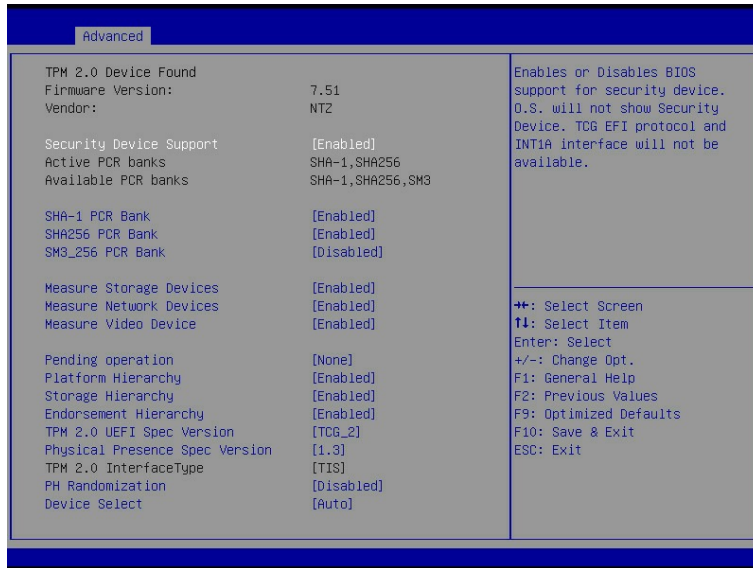 Advanced
TPM 2.0 Device Found
Firmware Version: 7.51
Vendor: NTZ
Security Device Support [Enabled]
Active PCR banks SHA-1,SHA256
Available PCR banks SHA-1,SHA256,SM3
SHA-1 PCR Bank [Enabled]
SHA256 PCR Bank [Enabled]
SM3_256 PCR Bank [Disabled]
Measure Storage Devices [Enabled]
Measure Network Devices [Enabled]
Measure Video Device [Enabled]
Pending operation [None]
Platform Hierarchy [Enabled]
Storage Hierarchy [Enabled]
Endorsement Hierarchy [Enabled]
TPM 2.0 UEFI Spec Version [TCG_2]
Physical Presence Spec Version [1.3]
TPM 2.0 InterfaceType [TIS]
PH Randomization [Disabled]
Device Select [Auto]
Enables or Disables BIOS
support for security device.
O.S. will not show Security
Device. TCG EFI protocol and
INT1A interface will not be
available.
→←: Select Screen
↑↓: Select Item
Enter: Select
+/-: Change Opt.
F1: General Help
F2: Previous Values
F9: Optimized Defaults
F10: Save & Exit
ESC: Exit